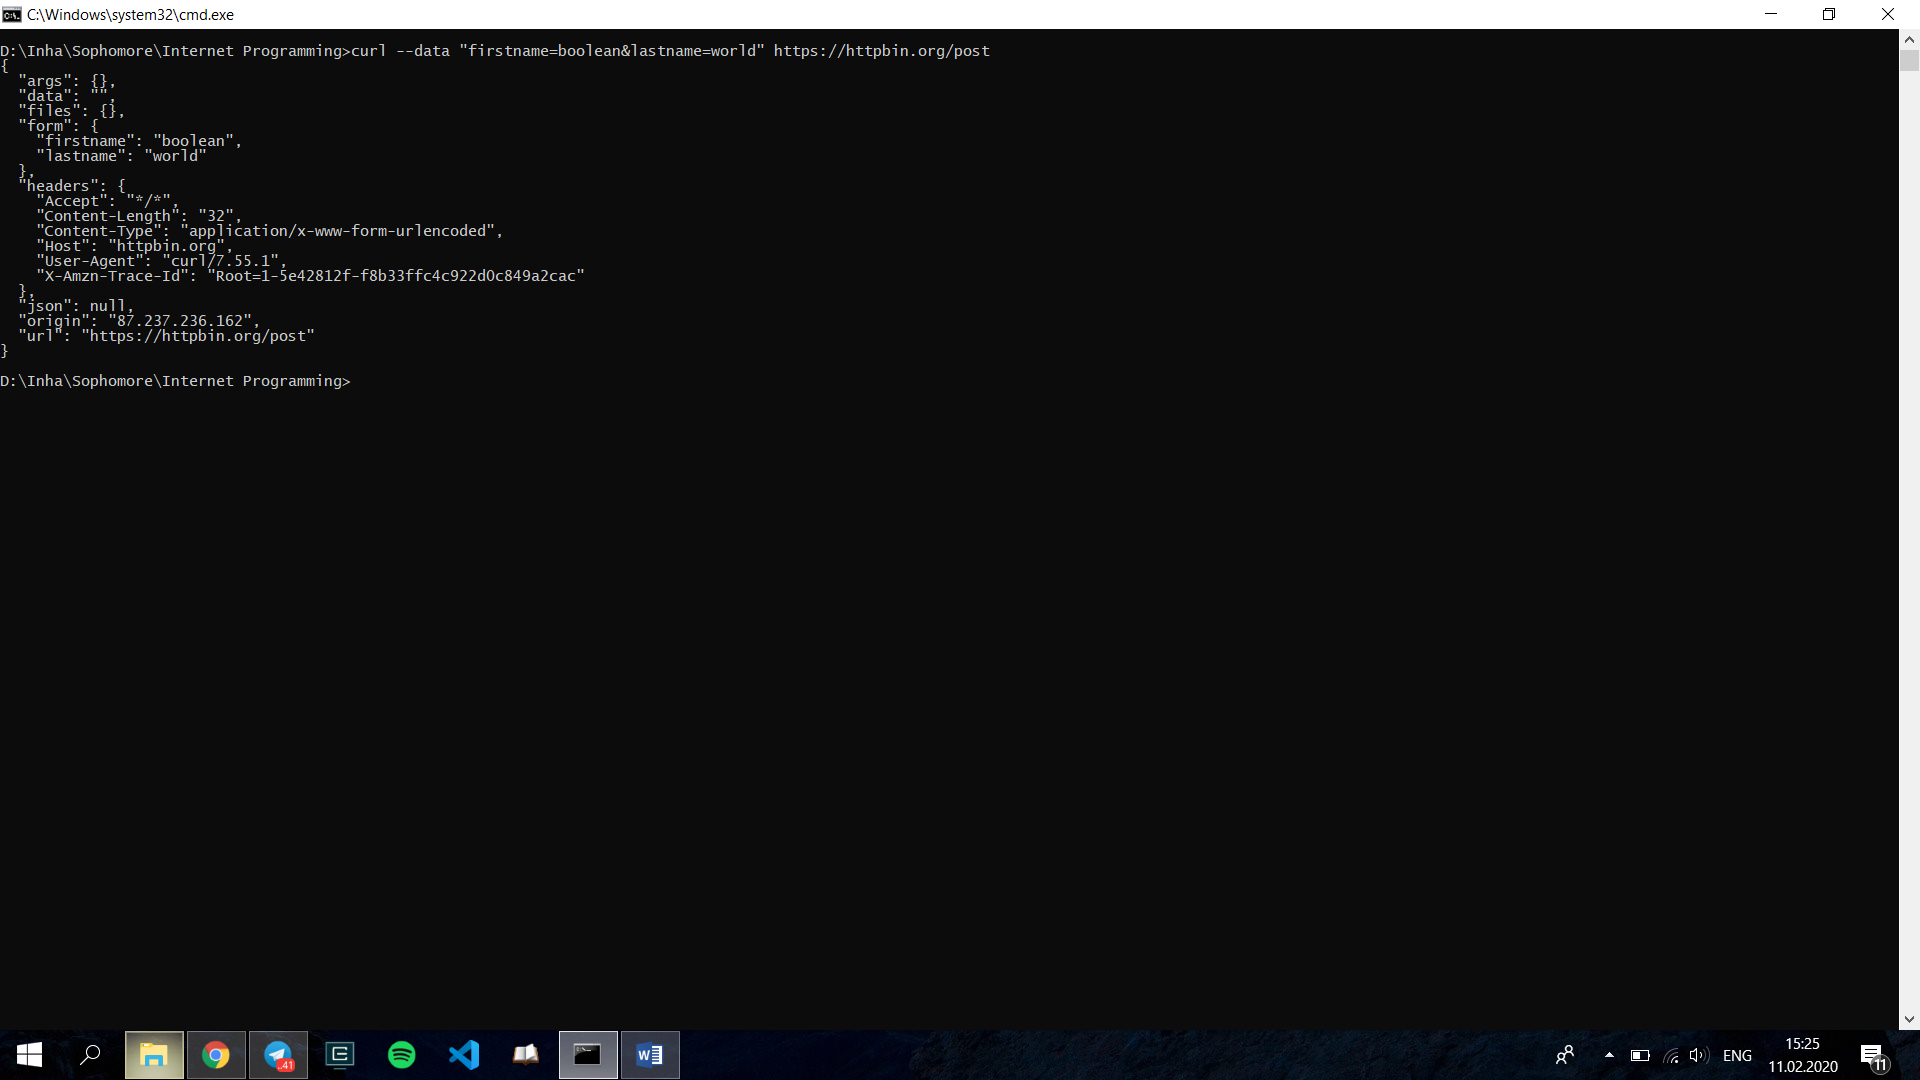 C:\Windows\system32\cmd.exe
D:\Inha\Sophomore\Internet Programming>curl --data "firstname=boolean&lastname=world" https://httpbin.org/post
{
  "args": {},
  "data": "",
  "files": {},
  "form": {
    "firstname": "boolean",
    "lastname": "world"
  },
  "headers": {
    "Accept": "*/*",
    "Content-Length": "32",
    "Content-Type": "application/x-www-form-urlencoded",
    "Host": "httpbin.org",
    "User-Agent": "curl/7.55.1",
    "X-Amzn-Trace-Id": "Root=1-5e42812f-f8b33ffc4c922d0c849a2cac"
  },
  "json": null,
  "origin": "87.237.236.162",
  "url": "https://httpbin.org/post"
}
D:\Inha\Sophomore\Internet Programming>
..41
ENG
15:25
11.02.2020
11